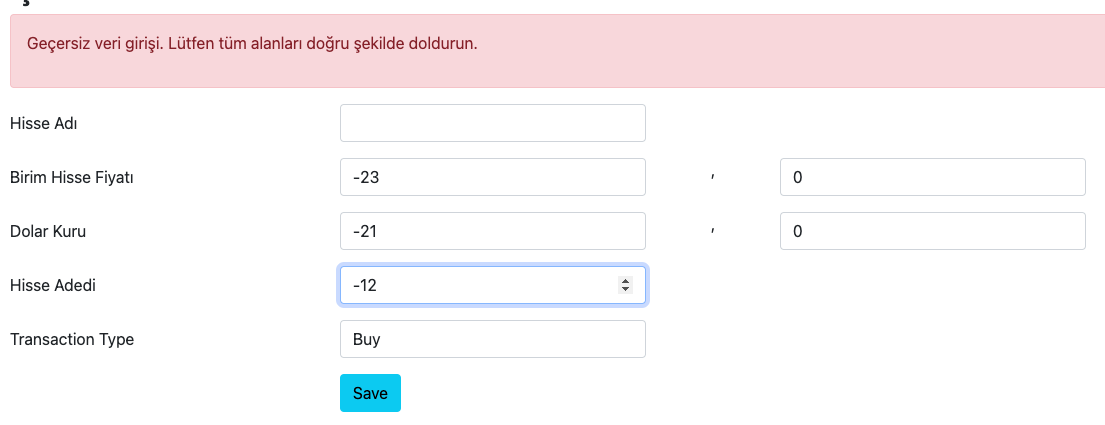 Geçersiz veri girişi. Lütfen tüm alanları doğru şekilde doldurun.
Hisse Adı
Birim Hisse Fiyatı -23 , 0
Dolar Kuru -21 , 0
Hisse Adedi -12
Transaction Type Buy
Save